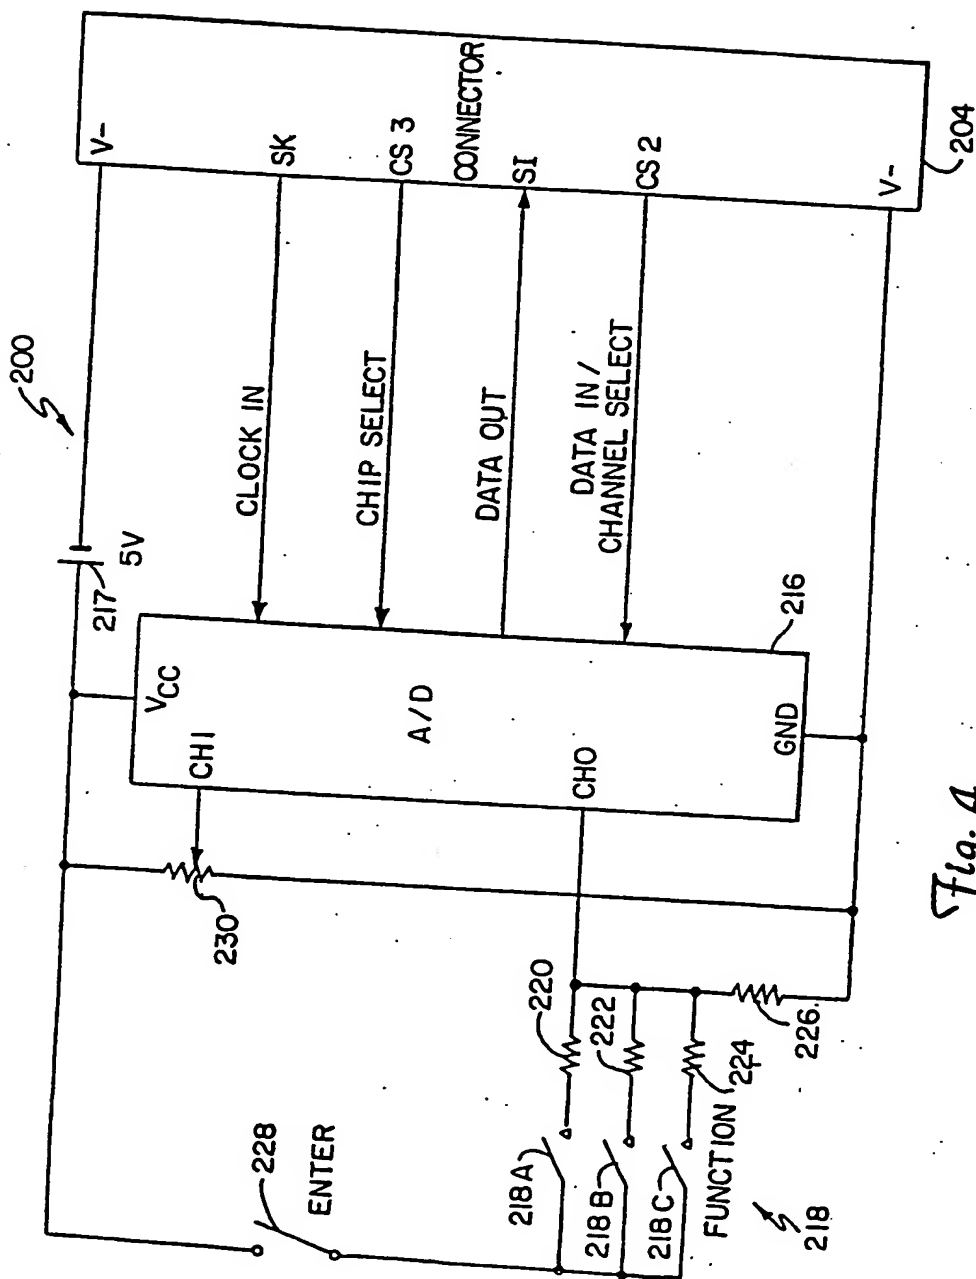 200
V-
217
5V
SK
CLOCK IN
CS 3
CHIP SELECT
CONNECTOR
SI
DATA OUT
CS 2
DATA IN /
CHANNEL SELECT
V-
204
VCC
CH1
A/D
CHO
GND
216
230
220
222
224
226
228
ENTER
218A
218B
218C
FUNCTION
218
Fig. 4